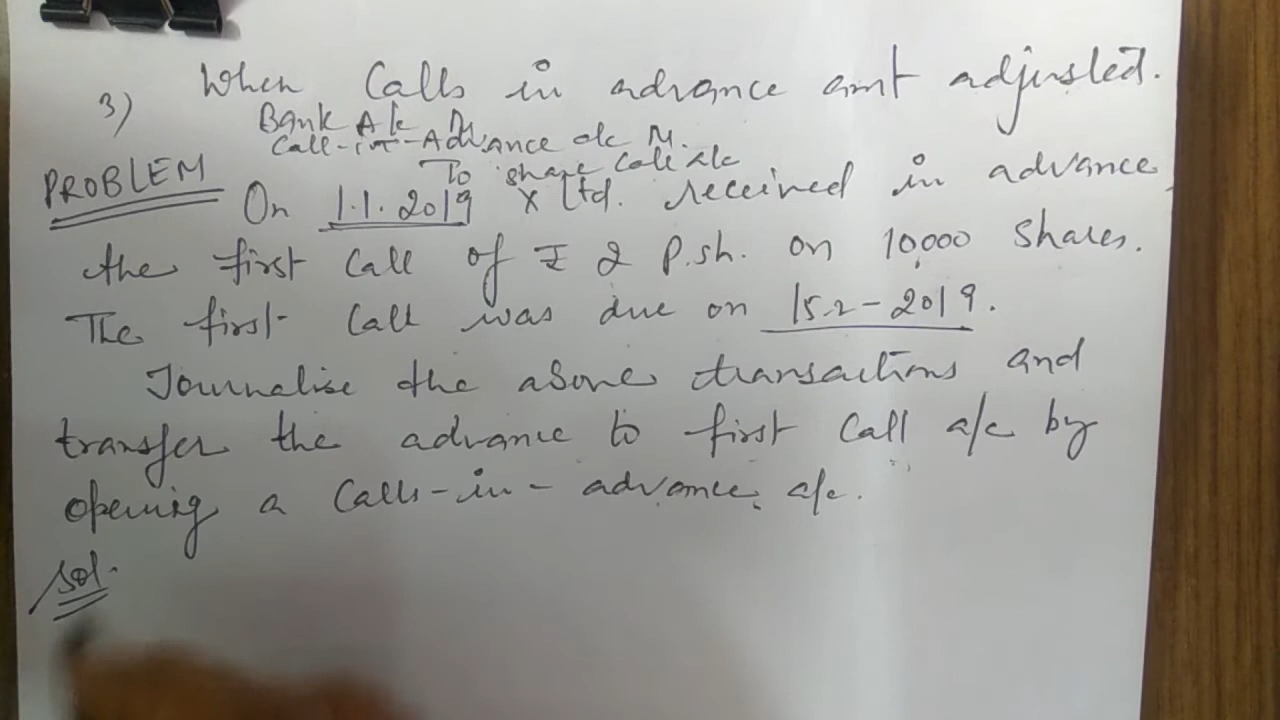 3) When Calls in advance amt adjusted.
Bank A/c Dr
Call-in-Advance a/c Dr.
To share Call a/c
PROBLEM
On 1.1.2019 X Ltd. received in advance,
the first Call of ₹ 2 P.sh. on 10,000 shares.
The first Call was due on 15.2-2019.
Journalise the above transactions and
transfer the advance to first Call a/c by
opening a Calls-in-advance a/c.
Sol.